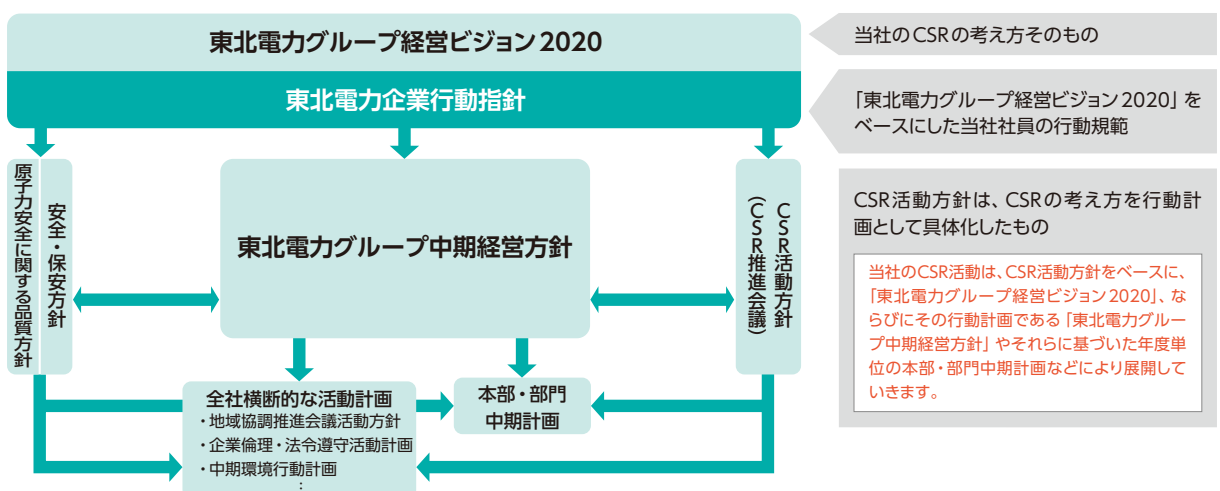 東北電力グループ経営ビジョン2020
東北電力企業行動指針
当社のCSRの考え方そのもの
「東北電力グループ経営ビジョン2020」を
ベースにした当社社員の行動規範
安全・保安方針
原子力安全に関する品質方針
東北電力グループ中期経営方針
CSR活動方針
(CSR推進会議)
CSR活動方針は、CSRの考え方を行動計
画として具体化したもの
当社のCSR活動は、CSR活動方針をベースに、
「東北電力グループ経営ビジョン2020」、な
らびにその行動計画である「東北電力グルー
プ中期経営方針」やそれらに基づいた年度単
位の本部・部門中期計画などにより展開して
いきます。
全社横断的な活動計画
・地域協調推進会議活動方針
・企業倫理・法令遵守活動計画
・中期環境行動計画
:
本部・部門
中期計画